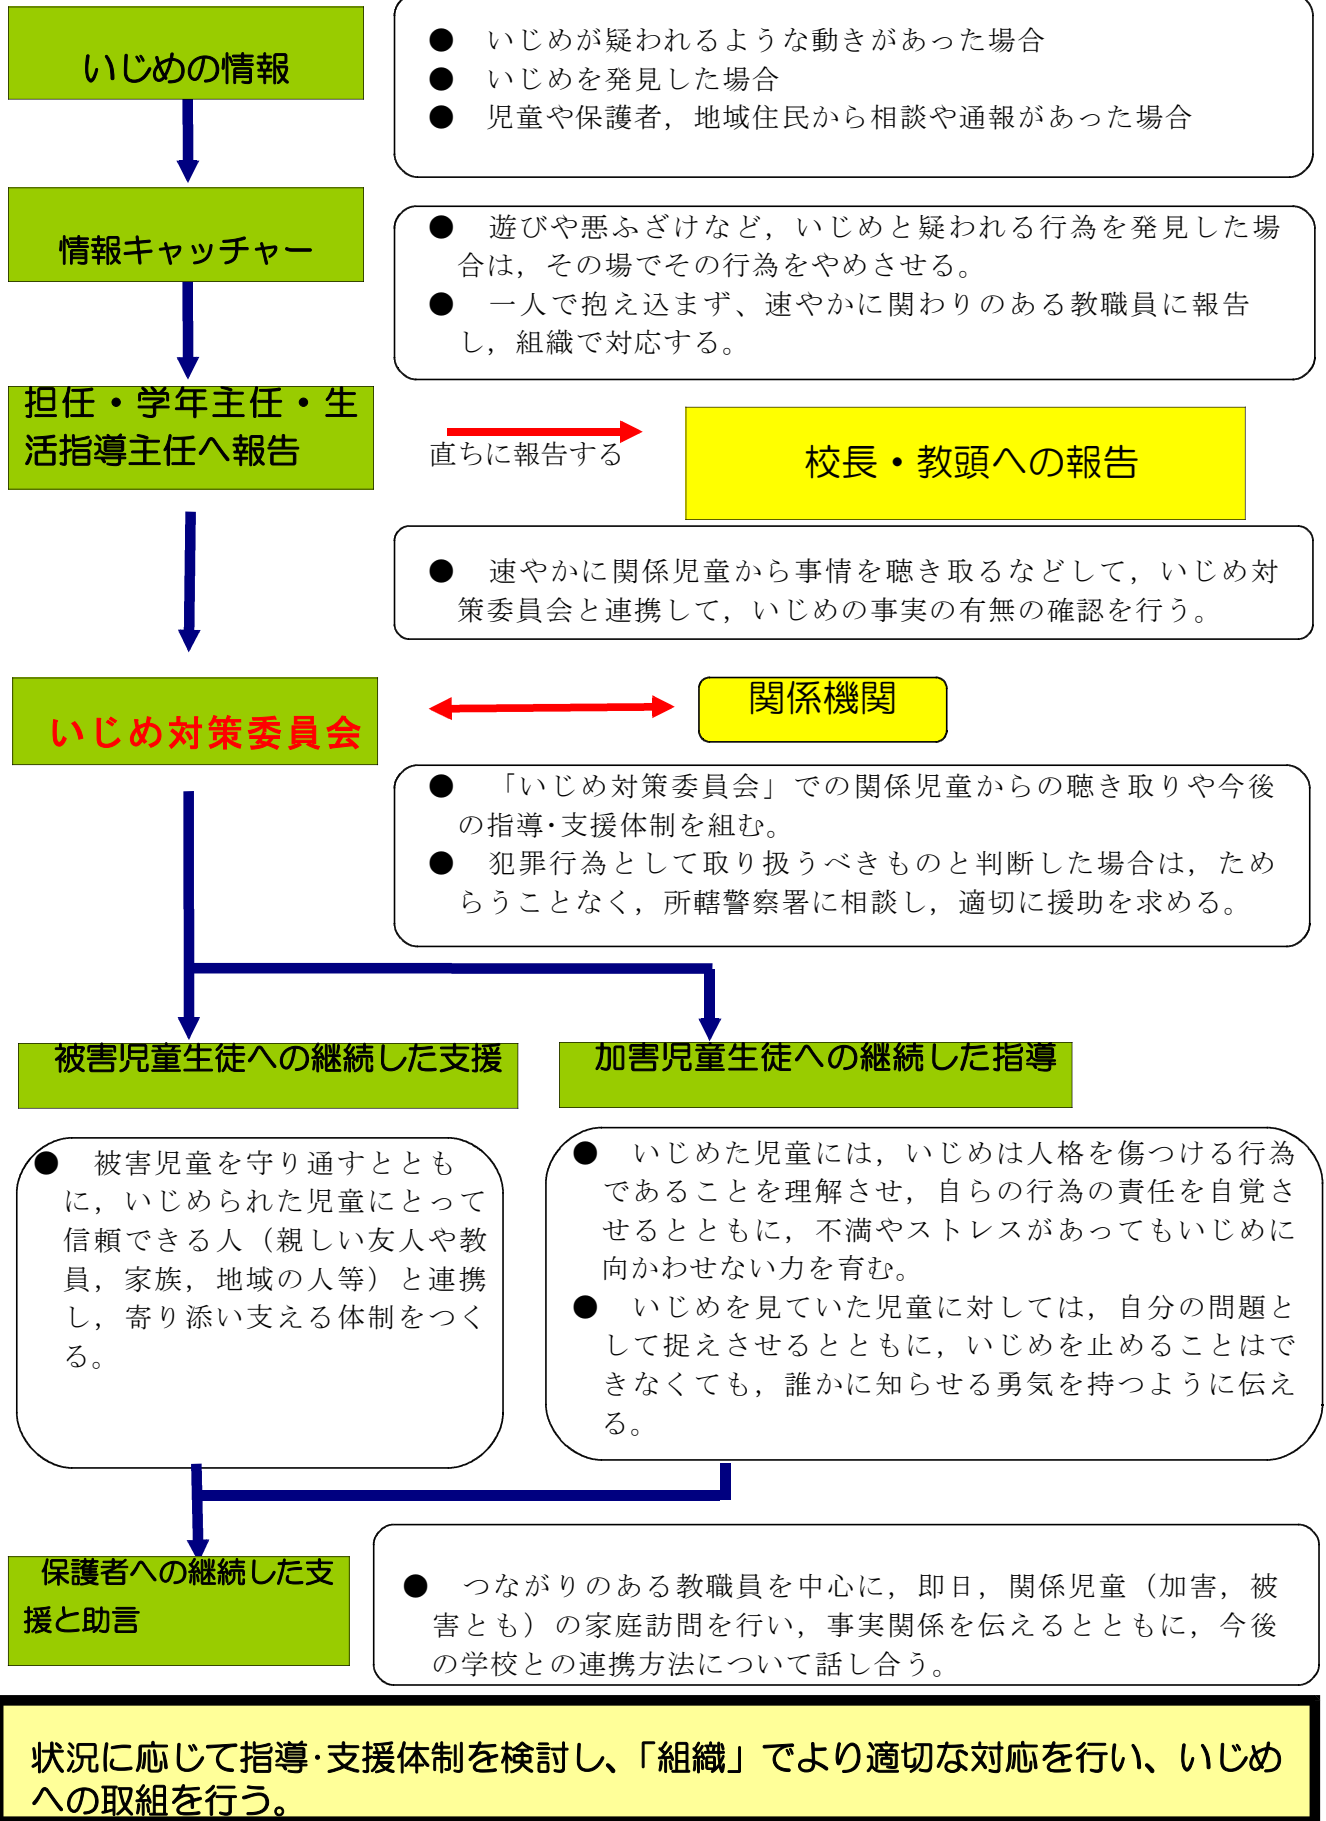 いじめの情報
●　いじめが疑われるような動きがあった場合
●　いじめを発見した場合
●　児童や保護者，地域住民から相談や通報があった場合
情報キャッチャー
●　遊びや悪ふざけなど，いじめと疑われる行為を発見した場
合は，その場でその行為をやめさせる。
●　一人で抱え込まず、速やかに関わりのある教職員に報告
し，組織で対応する。
担任・学年主任・生
活指導主任へ報告
直ちに報告する
校長・教頭への報告
●　速やかに関係児童から事情を聴き取るなどして，いじめ対
策委員会と連携して，いじめの事実の有無の確認を行う。
いじめ対策委員会
関係機関
●　「いじめ対策委員会」での関係児童からの聴き取りや今後
の指導･支援体制を組む。
●　犯罪行為として取り扱うべきものと判断した場合は，ため
らうことなく，所轄警察署に相談し，適切に援助を求める。
被害児童生徒への継続した支援
加害児童生徒への継続した指導
●　被害児童を守り通すととも
に，いじめられた児童にとって
信頼できる人（親しい友人や教
員，家族，地域の人等）と連携
し，寄り添い支える体制をつく
る。
●　いじめた児童には，いじめは人格を傷つける行為
であることを理解させ，自らの行為の責任を自覚さ
せるとともに，不満やストレスがあってもいじめに
向かわせない力を育む。
●　いじめを見ていた児童に対しては，自分の問題と
して捉えさせるとともに，いじめを止めることはで
きなくても，誰かに知らせる勇気を持つように伝え
る。
保護者への継続した支
援と助言
●　つながりのある教職員を中心に，即日，関係児童（加害，被
害とも）の家庭訪問を行い，事実関係を伝えるとともに，今後
の学校との連携方法について話し合う。
状況に応じて指導･支援体制を検討し、「組織」でより適切な対応を行い、いじめ
への取組を行う。